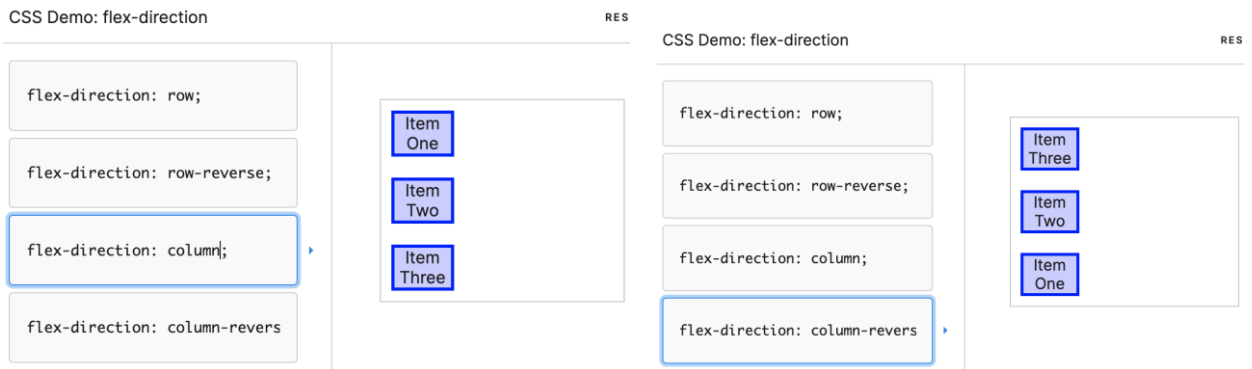 CSS Demo: flex-direction
RES
flex-direction: row;
flex-direction: row-reverse;
flex-direction: column;
flex-direction: column-revers
Item
One
Item
Two
Item
Three
CSS Demo: flex-direction
RES
flex-direction: row;
flex-direction: row-reverse;
flex-direction: column;
flex-direction: column-revers
Item
Three
Item
Two
Item
One